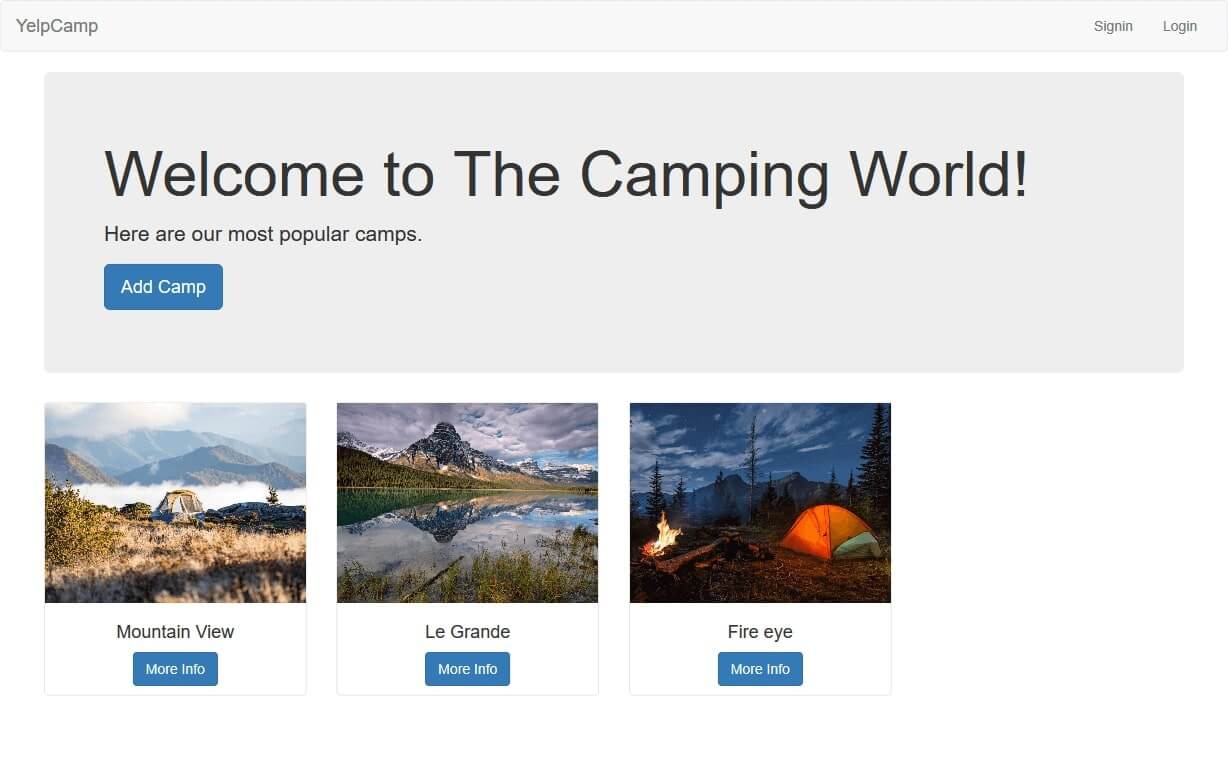 YelpCamp
Signin
Login
Welcome to The Camping World!
Here are our most popular camps.
Add Camp
Mountain View
More Info
Le Grande
More Info
Fire eye
More Info